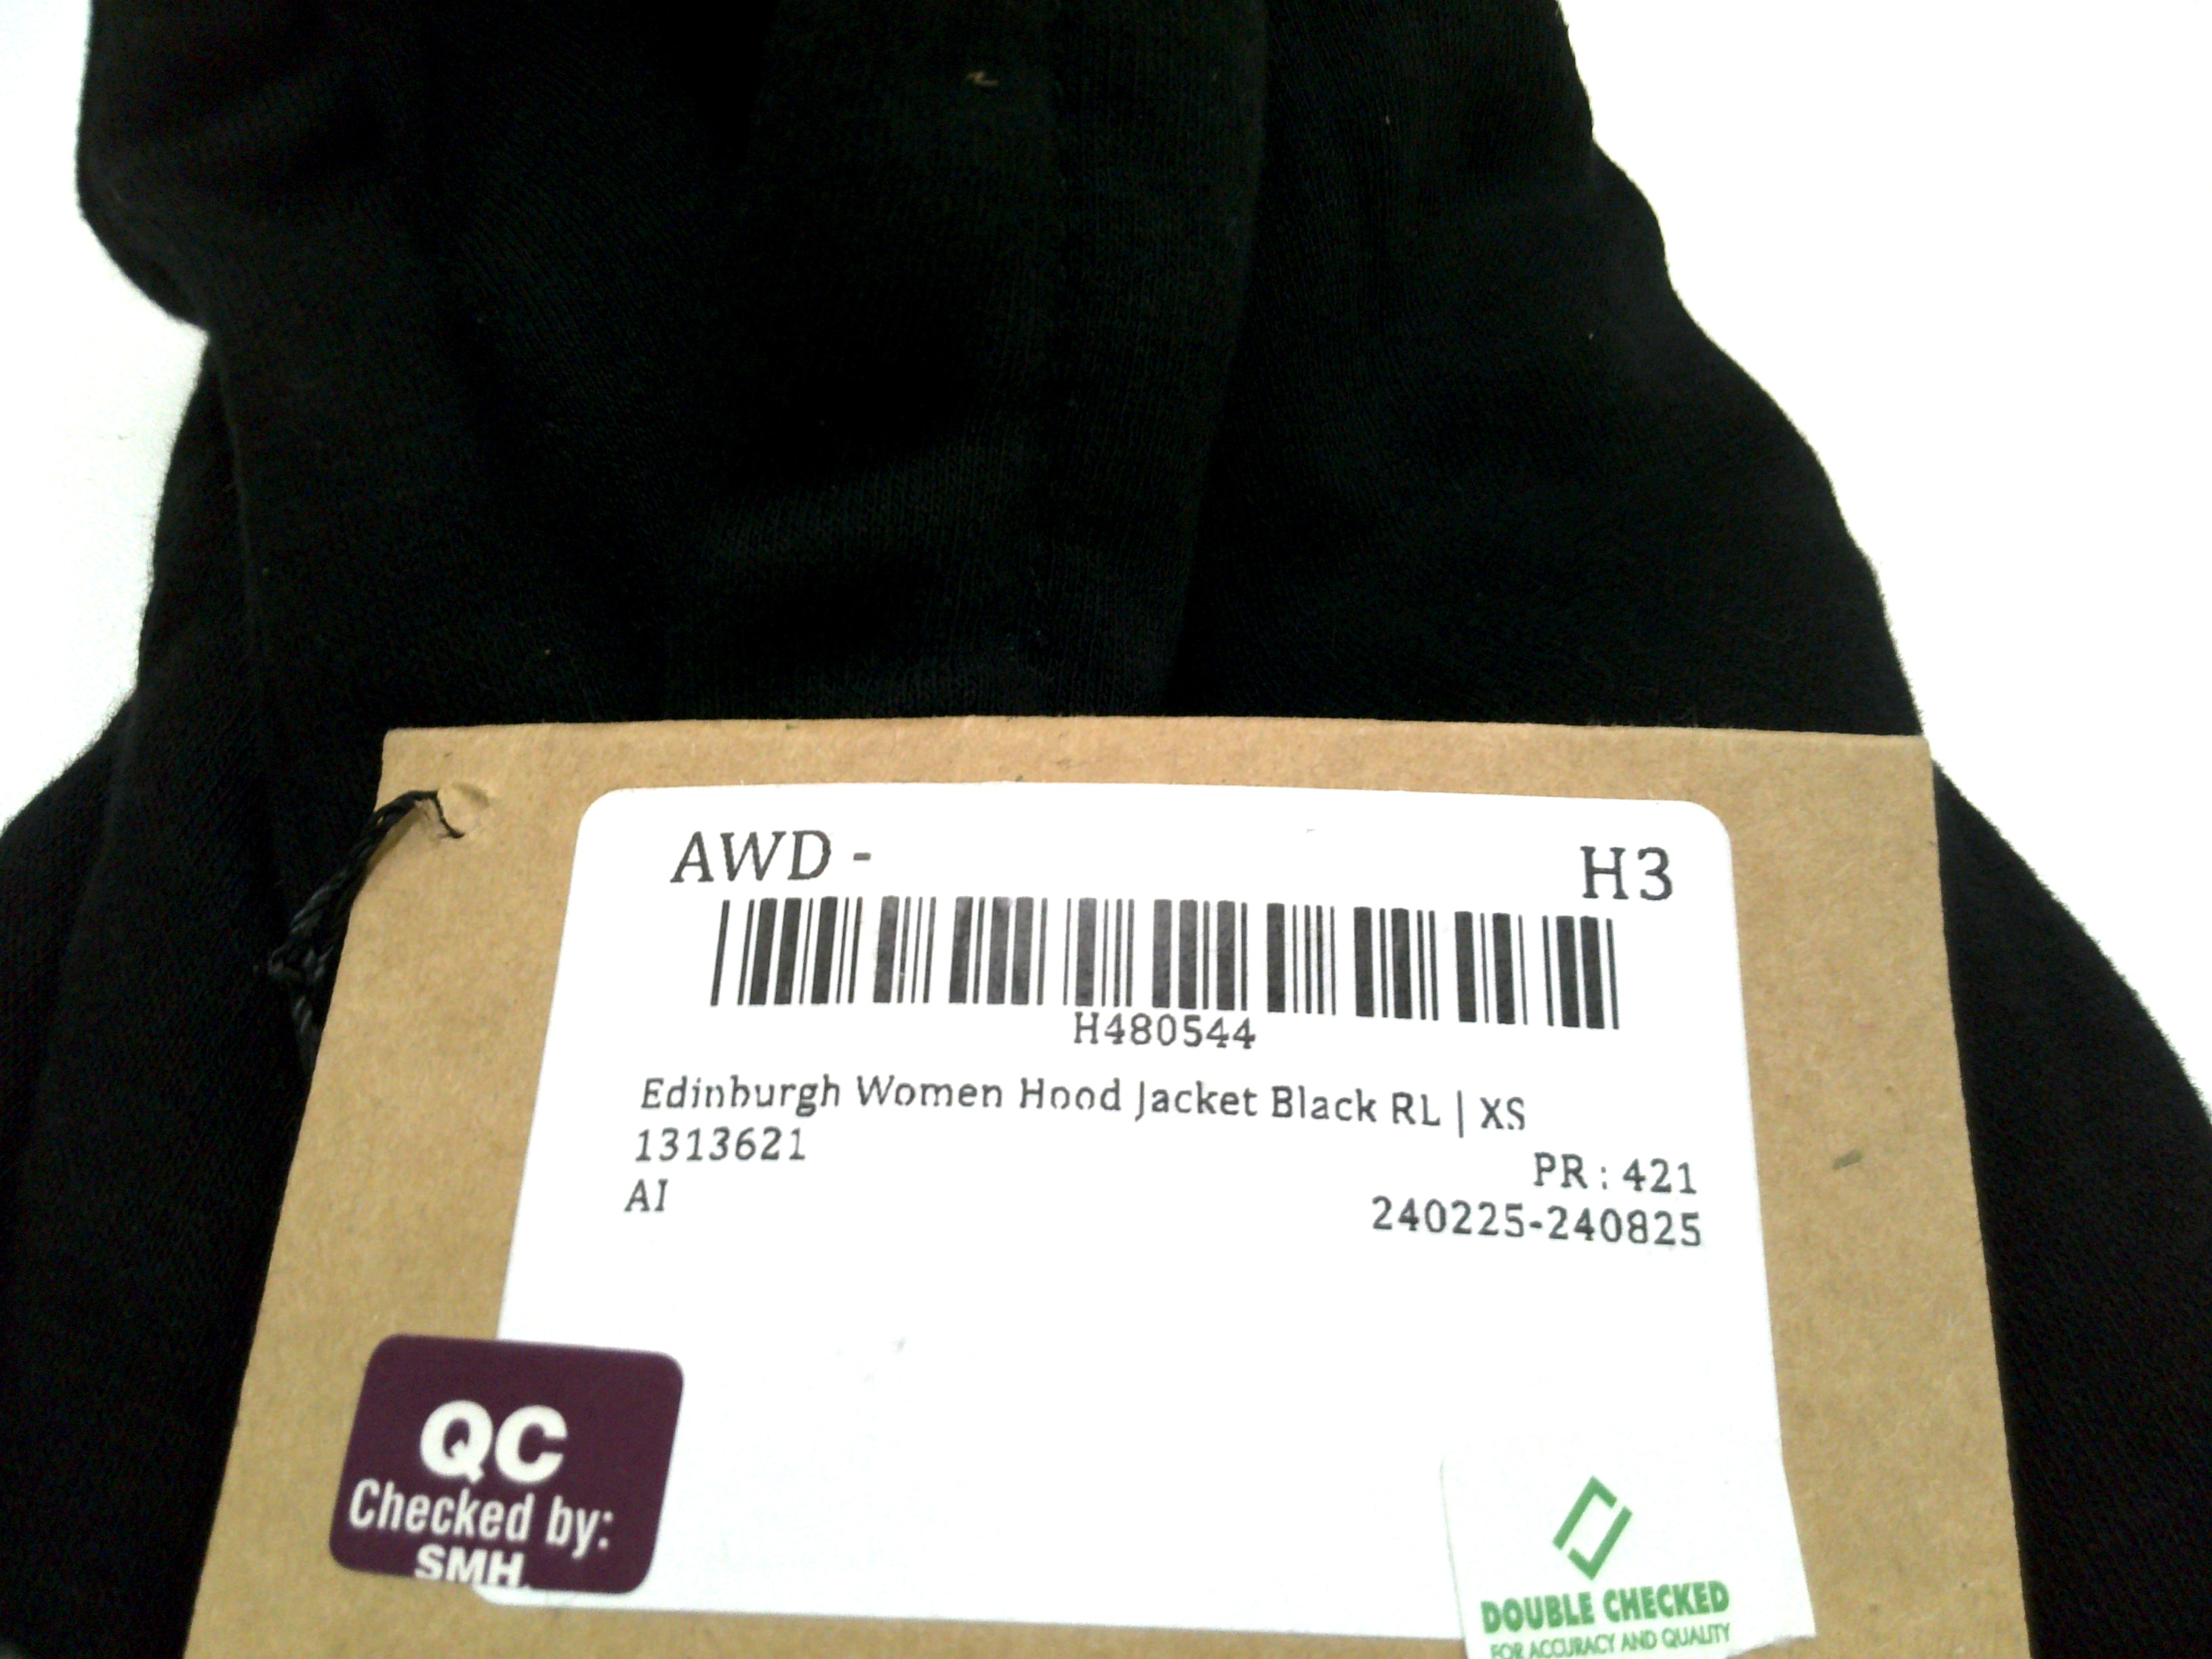 AWD - H3
H480544
Edinburgh Women Hood Jacket Black RL | XS
1313621
PR : 421
AI
240225-240825
QC
Checked by:
SMH
DOUBLE CHECKED
FOR ACCURACY AND QUALITY